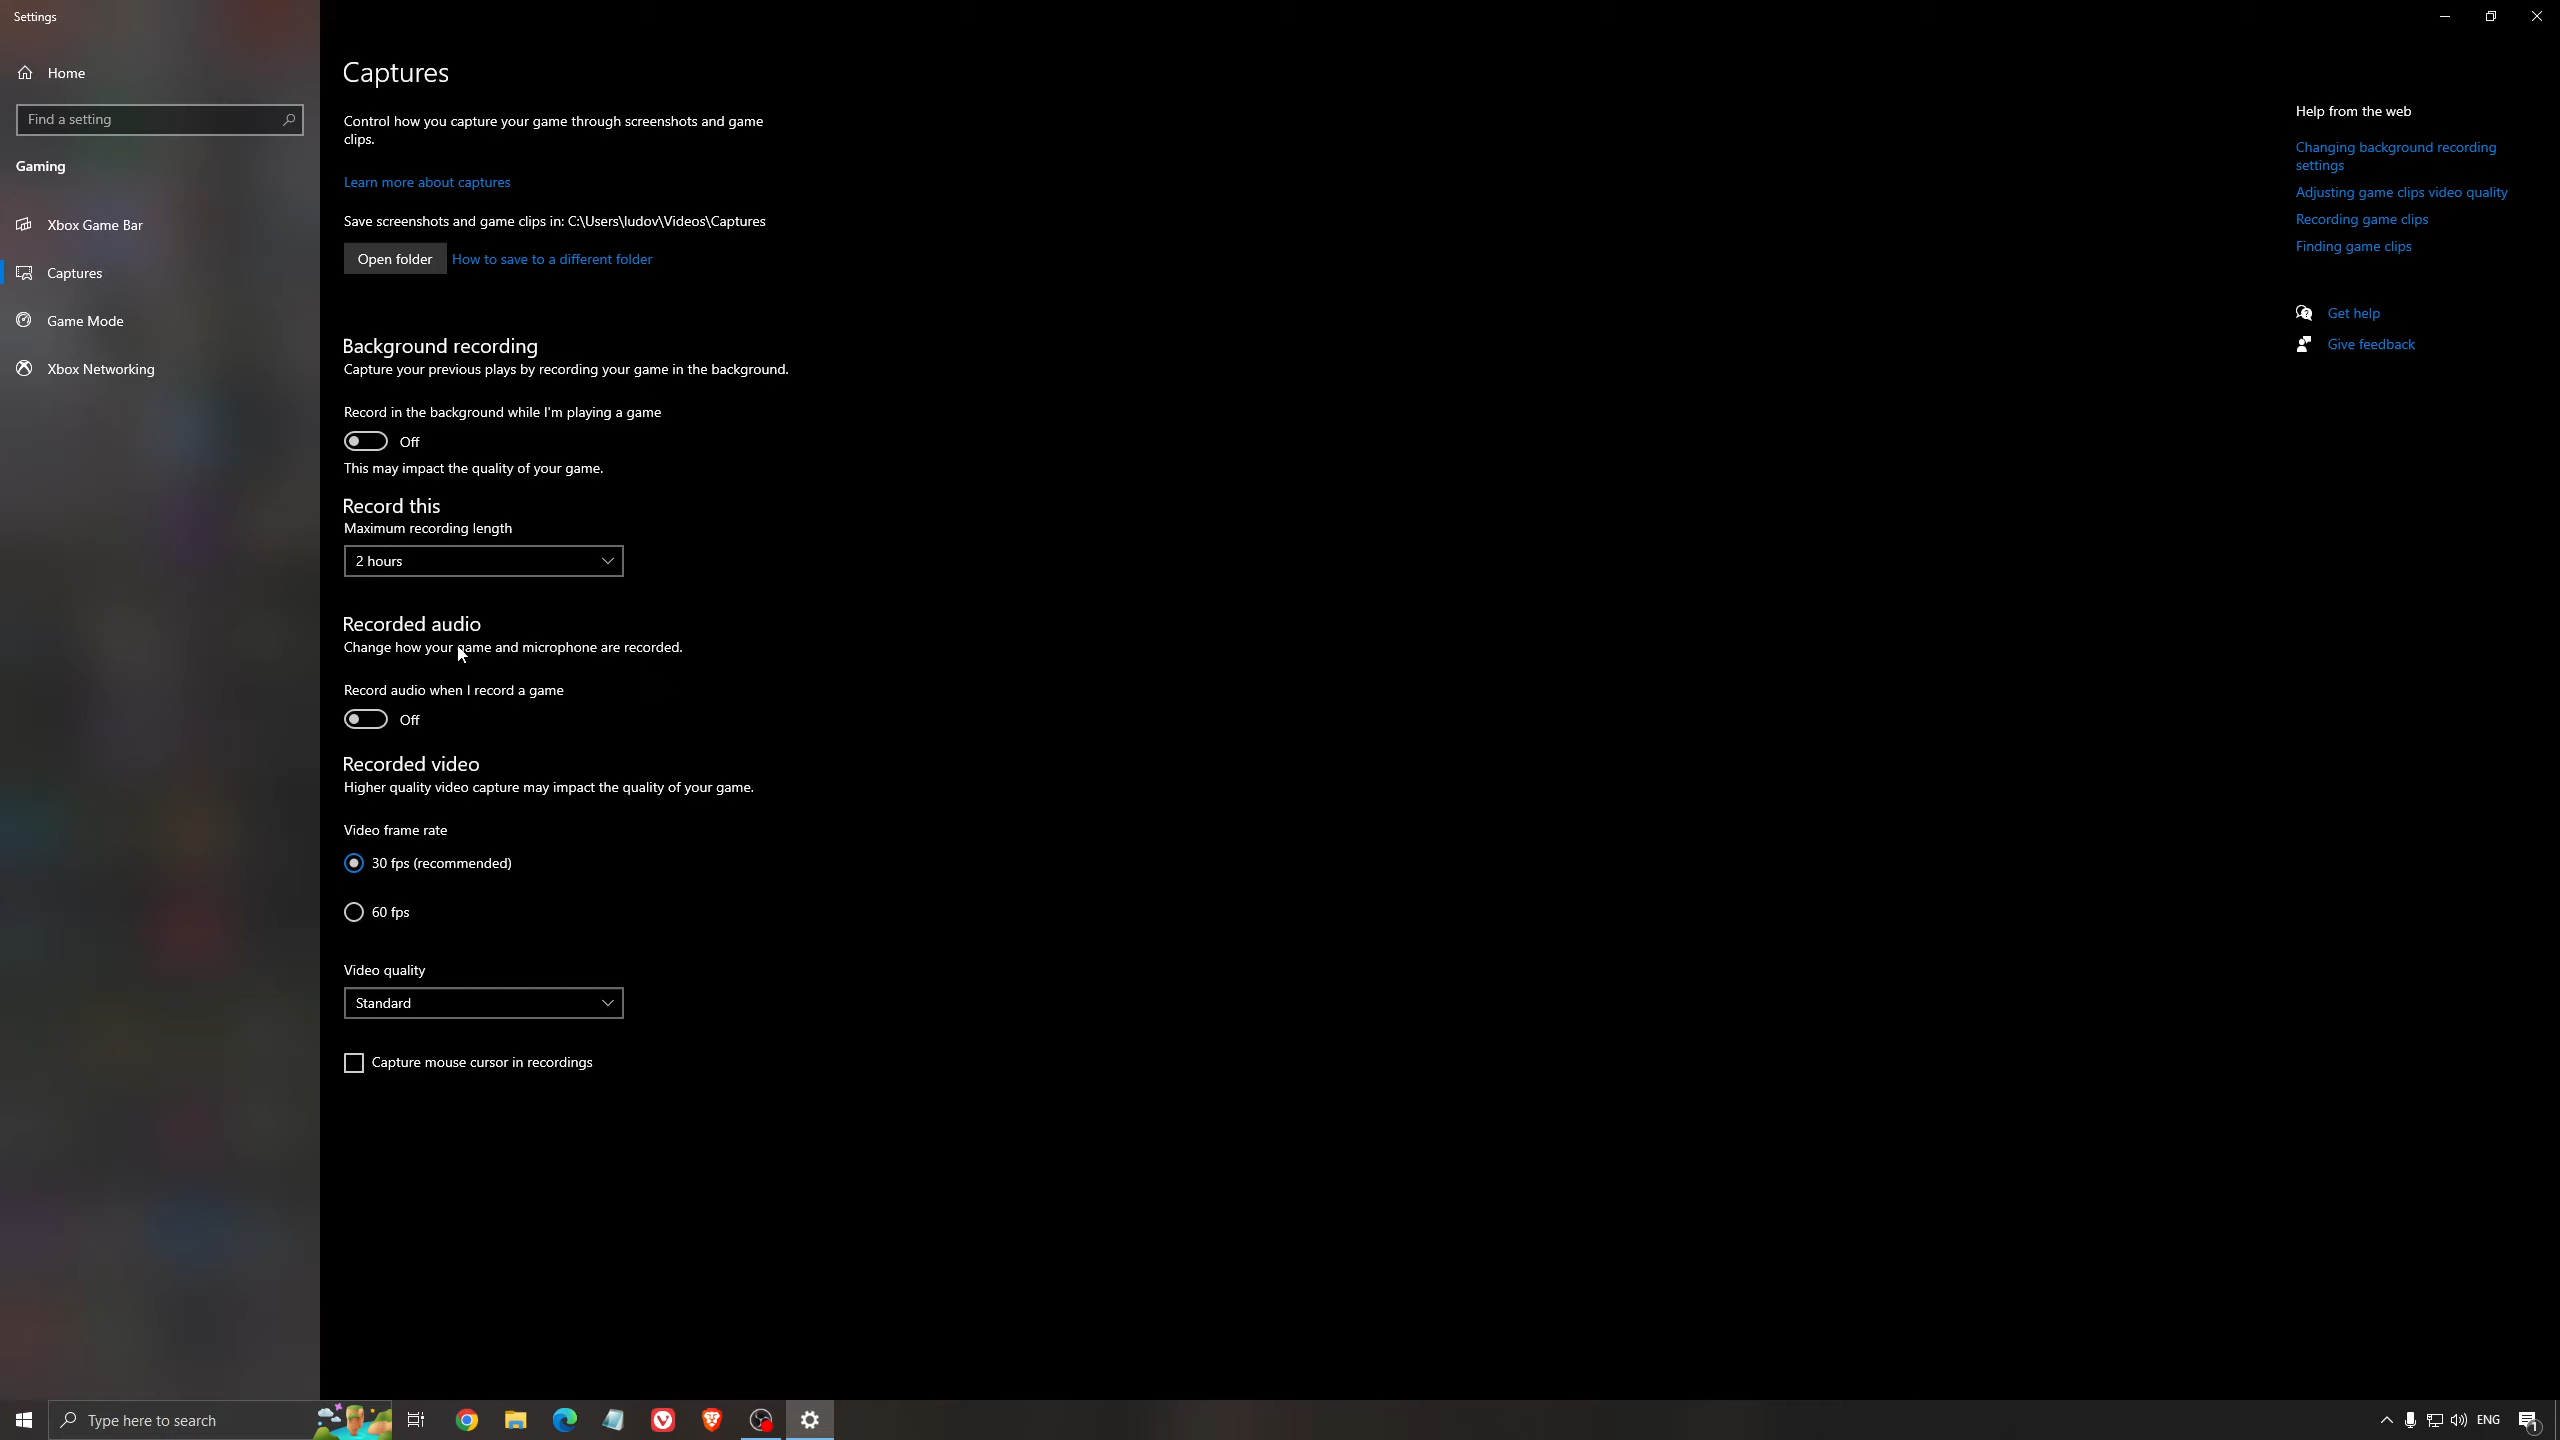 Settings
Home
Find a setting
Gaming
Xbox Game Bar
Captures
Game Mode
Xbox Networking
Captures
Control how you capture your game through screenshots and game
clips.
Learn more about captures
Save screenshots and game clips in: C:\Users\ludov\Videos\Captures
Open folder
How to save to a different folder
Background recording
Capture your previous plays by recording your game in the background.
Record in the background while I'm playing a game
Off
This may impact the quality of your game.
Record this
Maximum recording length
2 hours
Recorded audio
Change how your game and microphone are recorded.
Record audio when I record a game
Off
Recorded video
Higher quality video capture may impact the quality of your game.
Video frame rate
30 fps (recommended)
60 fps
Video quality
Standard
Capture mouse cursor in recordings
Help from the web
Changing background recording
settings
Adjusting game clips video quality
Recording game clips
Finding game clips
Get help
Give feedback
Type here to search
ENG
1